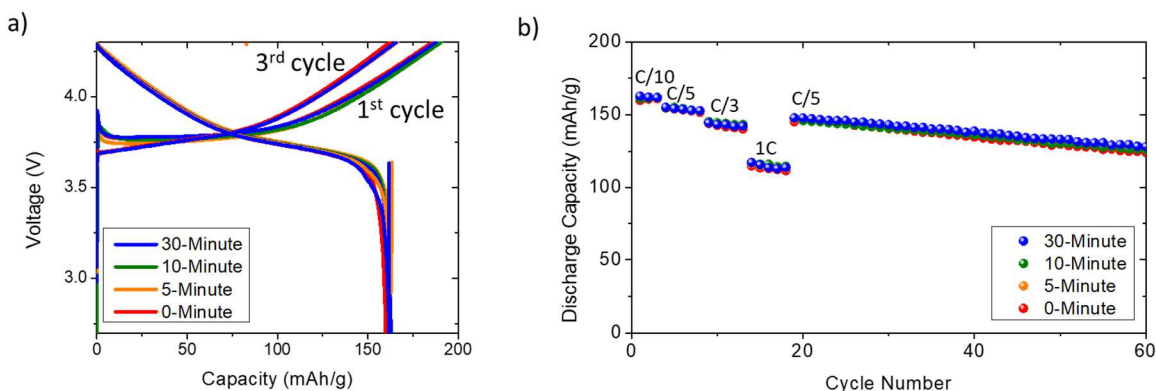 a)
3rd cycle
1st cycle
4.0
3.5
3.0
Voltage (V)
30-Minute
10-Minute
5-Minute
0-Minute
0
50
100
150
200
Capacity (mAh/g)
b)
200
150
100
50
0
Discharge Capacity (mAh/g)
C/10
C/5
C/3
1C
C/5
30-Minute
10-Minute
5-Minute
0-Minute
0
20
40
60
Cycle Number